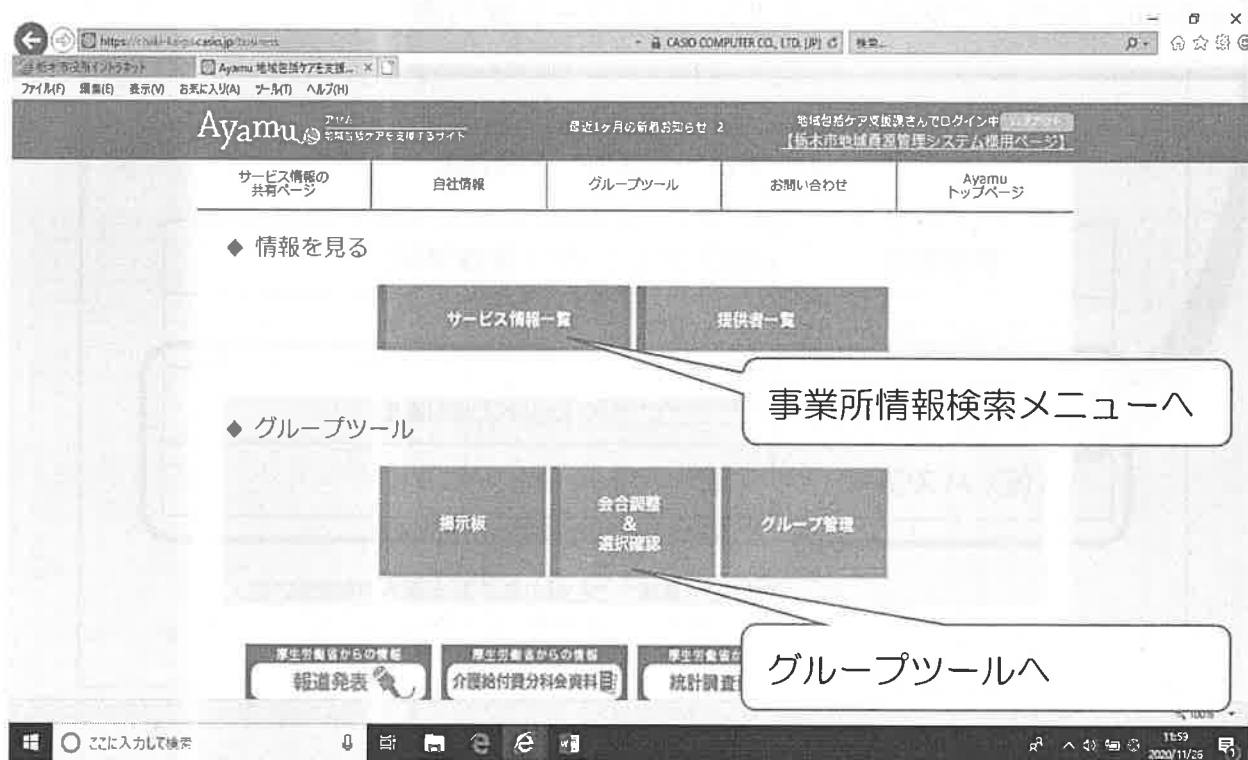 CASIO COMPUTER CO., LTD. [JP]
検索...
Ayamu 地域包括ケアを支援...
ファイル(F) 編集(E) 表示(V) お気に入り(A) ツール(T) ヘルプ(H)
Ayamu
アヤム
地域包括ケアを支援するサイト
最近1ヶ月の新着お知らせ 2
地域包括ケア支援課さんでログイン中
【栃木市地域資源管理システム様用ページ】
サービス情報の
共有ページ
自社情報
グループツール
お問い合わせ
Ayamu
トップページ
◆ 情報を見る
サービス情報一覧
提供者一覧
事業所情報検索メニューへ
◆ グループツール
掲示板
会合調整
&
選択確認
グループ管理
グループツールへ
厚生労働省からの情報
報道発表
厚生労働省からの情報
介護給付費分科会資料
厚生労働省か
統計調査
100%
ここに入力して検索
11:59
2020/11/26